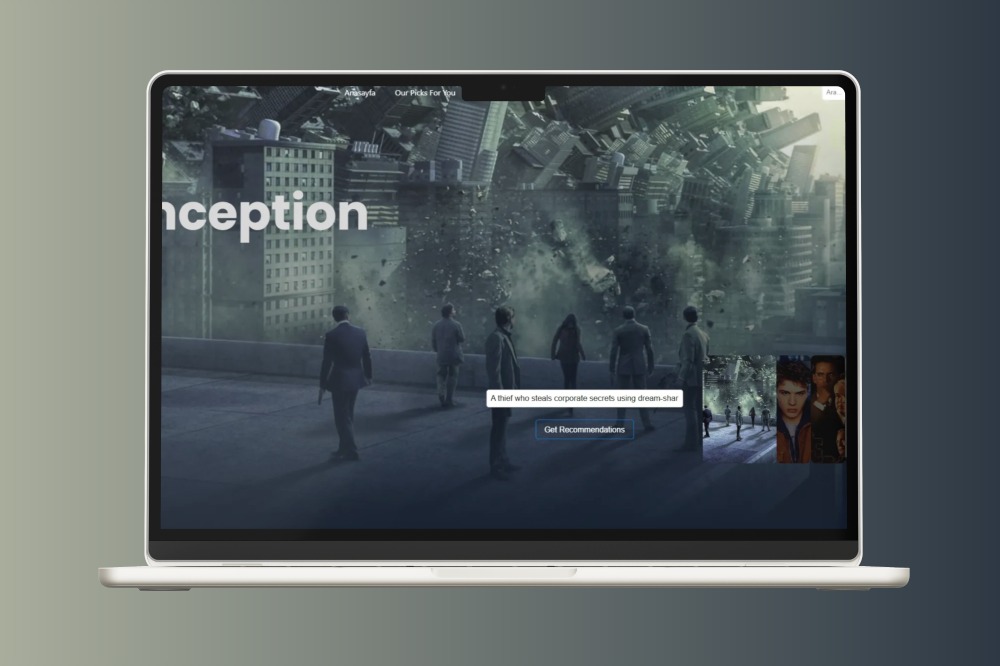 Anasayfa
Our Picks For You
Ara..
nception
A thief who steals corporate secrets using dream-shar
Get Recommendations